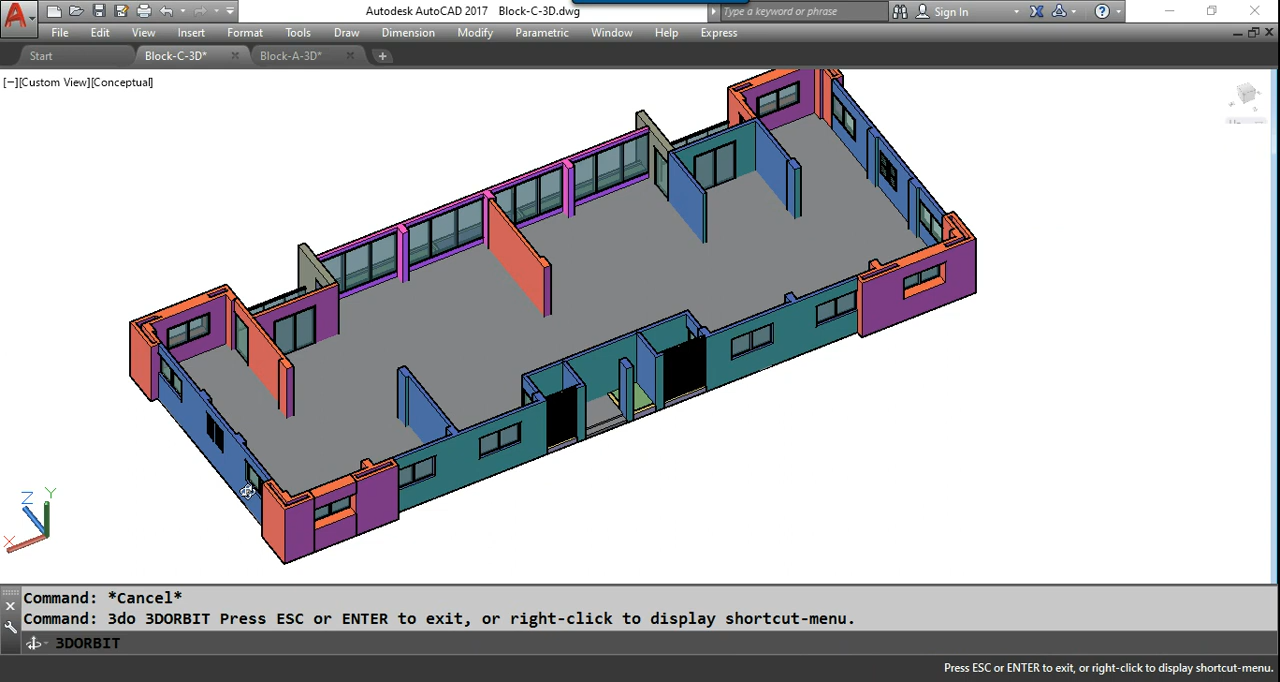 Autodesk AutoCAD 2017 Block-C-3D.dwg
Type a keyword or phrase
Sign In
File Edit View Insert Format Tools Draw Dimension Modify Parametric Window Help Express
Start Block-C-3D* Block-A-3D*
[−][Custom View][Conceptual]
Z Y
X
Command: *Cancel*
Command: 3do 3DORBIT Press ESC or ENTER to exit, or right-click to display shortcut-menu.
3DORBIT
Press ESC or ENTER to exit, or right-click to display shortcut-menu.